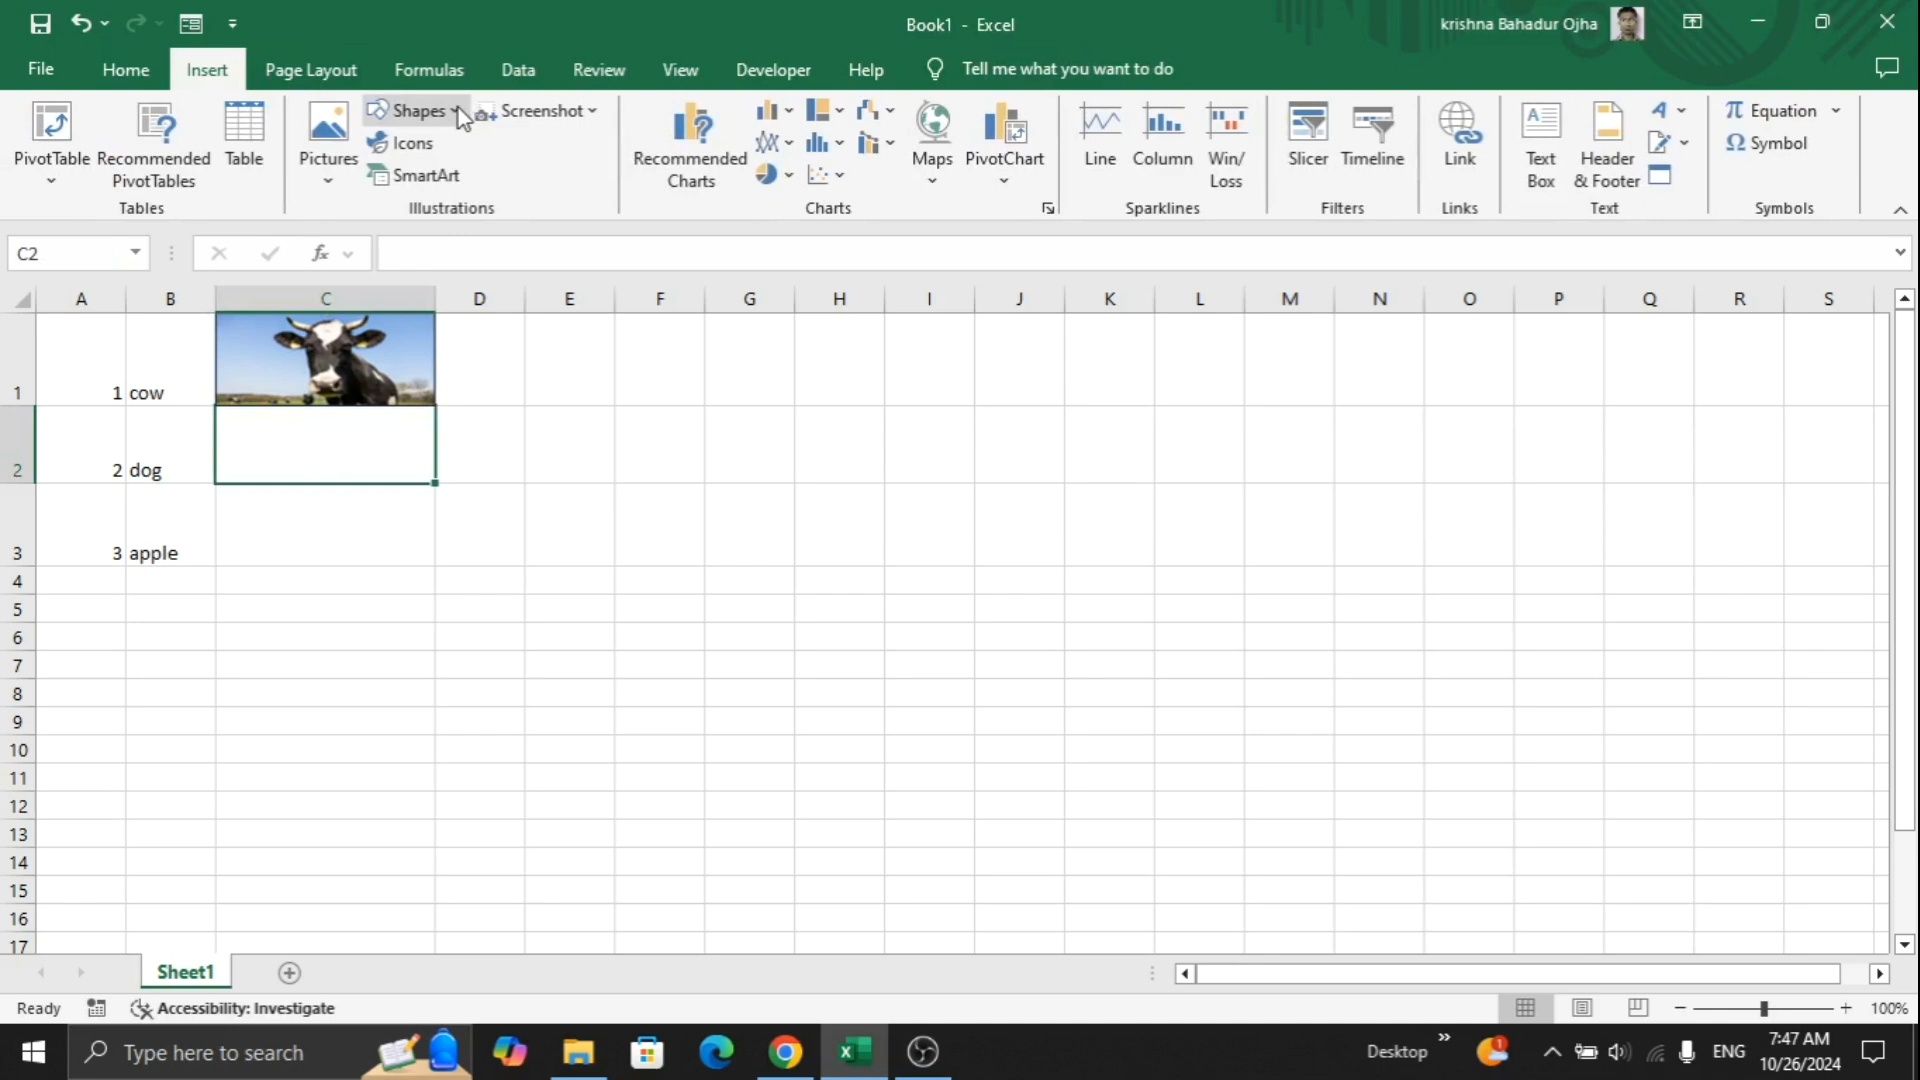 Book1 - Excel
krishna Bahadur Ojha
File Home Insert Page Layout Formulas Data Review View Developer Help Tell me what you want to do
PivotTable
Recommended
PivotTables
Table
Tables
Pictures
Shapes
Icons
SmartArt
Screenshot
Illustrations
Recommended
Charts
Maps
PivotChart
Charts
Line
Column
Win/
Loss
Sparklines
Slicer
Timeline
Filters
Link
Links
Text
Box
Header
& Footer
Text
Equation
Symbol
Symbols
C2
fx
A B C D E F G H I J K L M N O P Q R S
1 1 cow
2 2 dog
3 3 apple
4
5
6
7
8
9
10
11
12
13
14
15
16
17
Sheet1
Ready
Accessibility: Investigate
100%
Type here to search
Desktop
1
ENG
7:47 AM
10/26/2024